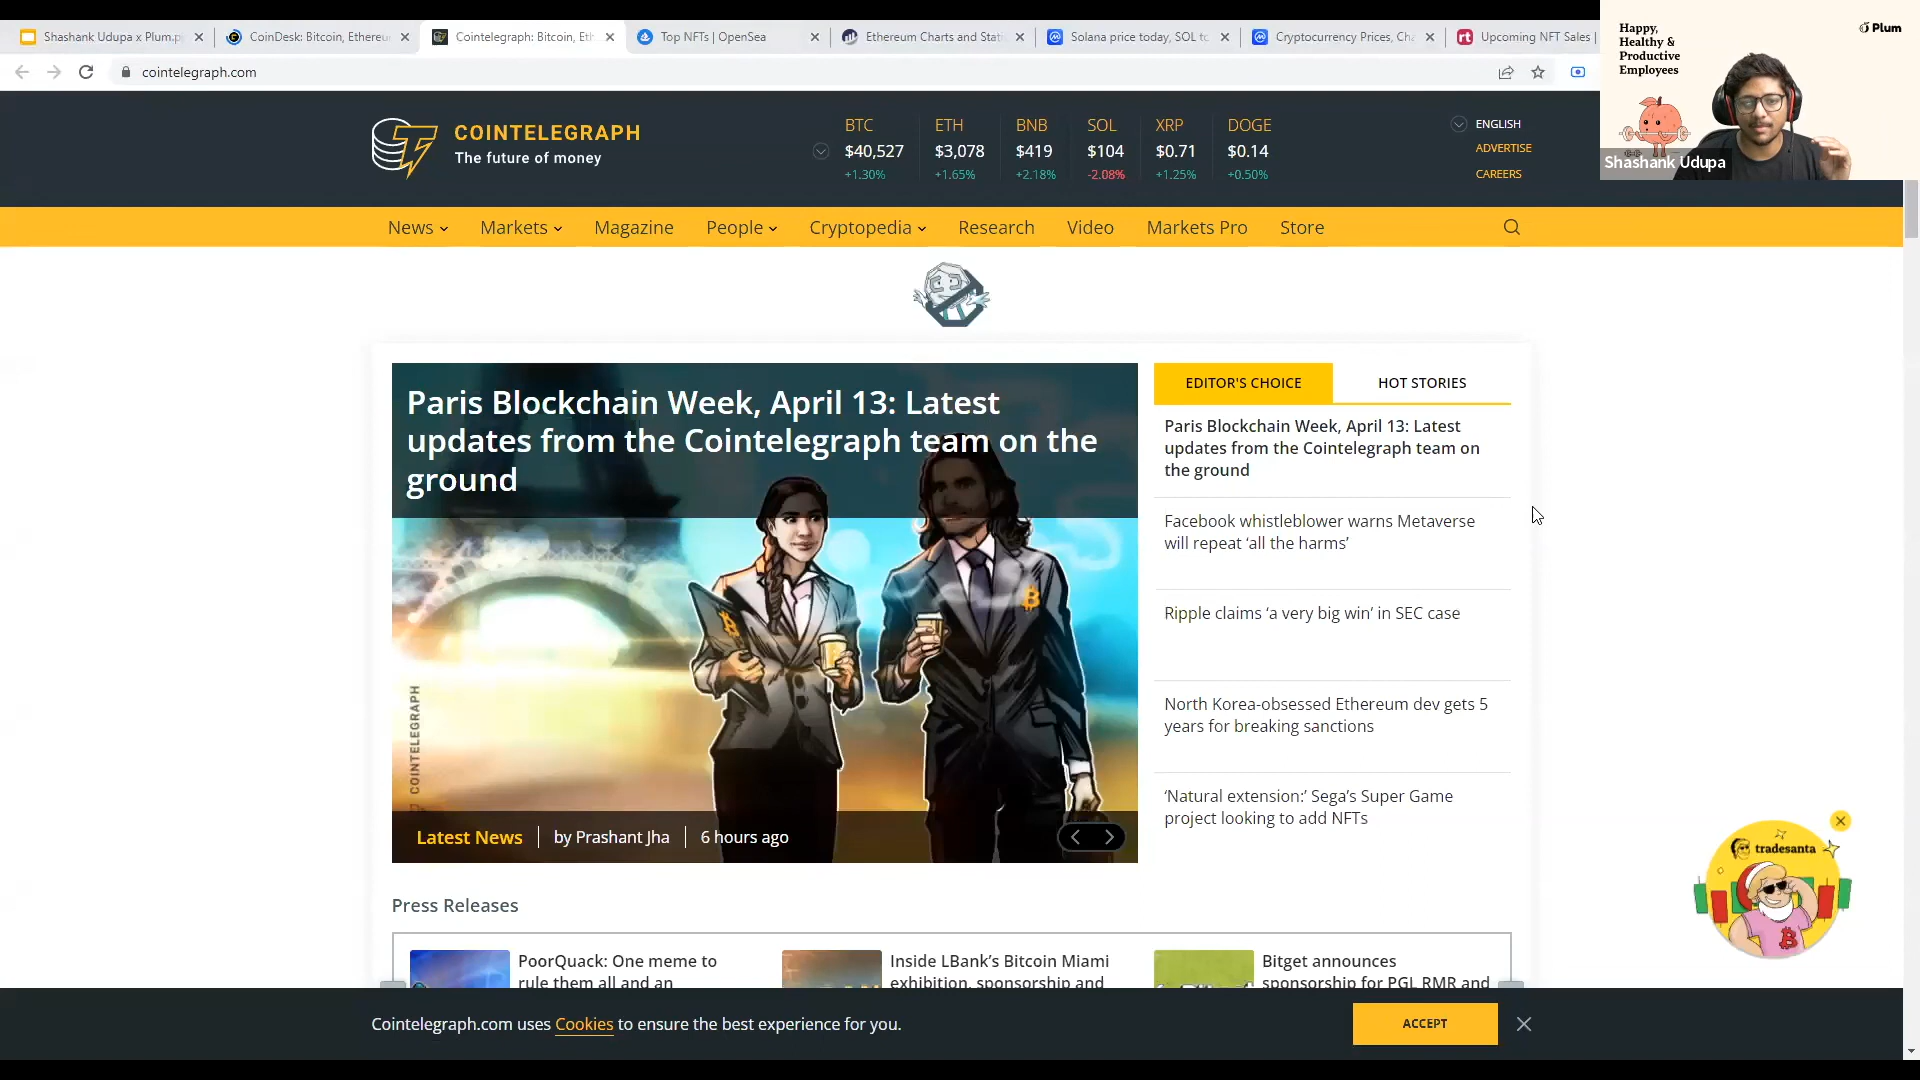 Shashank Udupa x Plum.p
CoinDesk: Bitcoin, Ethereu
Cointelegraph: Bitcoin, Eth
Top NFTs | OpenSea
Ethereum Charts and Stati
Solana price today, SOL to
Cryptocurrency Prices, Cha
Upcoming NFT Sales |
cointelegraph.com
Happy,
Healthy &
Productive
Employees
Plum
Shashank Udupa
COINTELEGRAPH
The future of money
BTC
$40,527
+1.30%
ETH
$3,078
+1.65%
BNB
$419
+2.18%
SOL
$104
-2.08%
XRP
$0.71
+1.25%
DOGE
$0.14
+0.50%
ENGLISH
ADVERTISE
CAREERS
News Markets Magazine People Cryptopedia Research Video Markets Pro Store
Paris Blockchain Week, April 13: Latest
updates from the Cointelegraph team on the
ground
COINTELEGRAPH
Latest News | by Prashant Jha | 6 hours ago
EDITOR'S CHOICE
HOT STORIES
Paris Blockchain Week, April 13: Latest
updates from the Cointelegraph team on
the ground
Facebook whistleblower warns Metaverse
will repeat ‘all the harms’
Ripple claims ‘a very big win’ in SEC case
North Korea-obsessed Ethereum dev gets 5
years for breaking sanctions
‘Natural extension:’ Sega’s Super Game
project looking to add NFTs
tradesanta
Press Releases
PoorQuack: One meme to
rule them all and an
Inside LBank’s Bitcoin Miami
exhibition, sponsorship and
Bitget announces
sponsorship for PGL RMR and
Cointelegraph.com uses Cookies to ensure the best experience for you.
ACCEPT